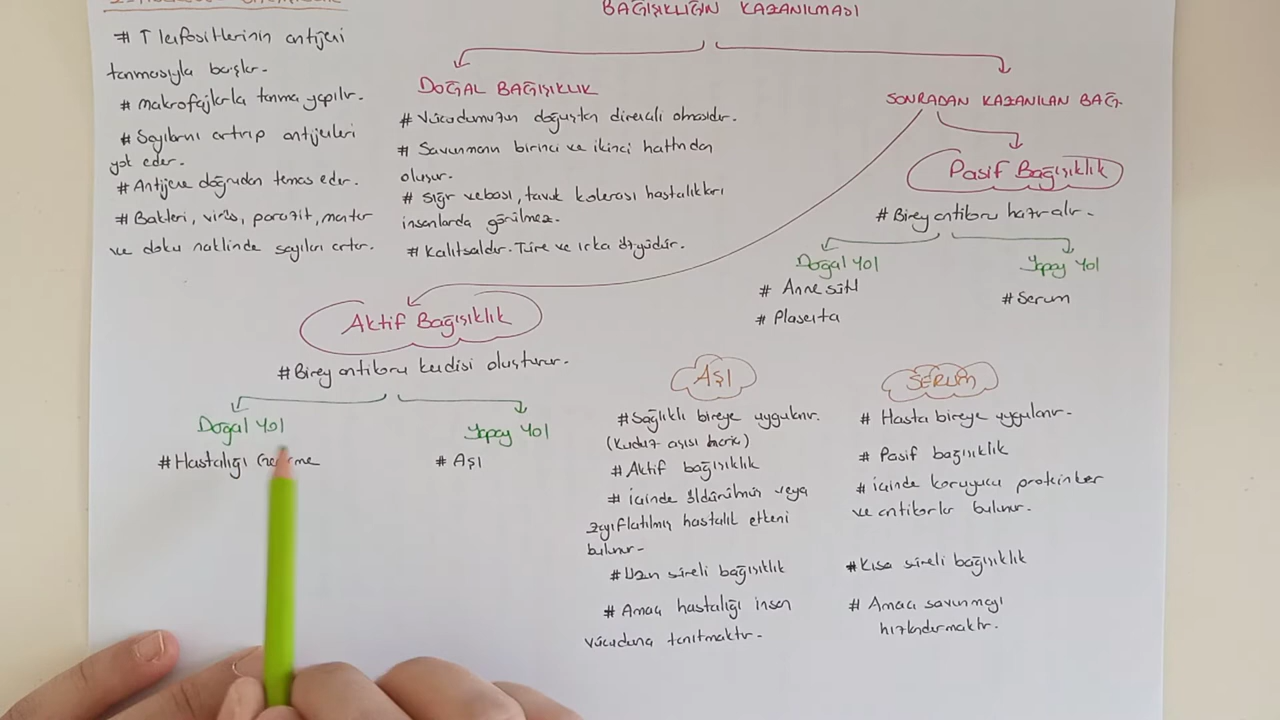 # T lenfositlerinin antijeni
tanımasıyla başlar.
# makrofajlarla tanıma yapılır.
# Sayılarını artırıp antijenleri
yok eder.
# Antijene doğrudan temas eder.
# Bakteri, virüs, parazit, mantar
ve doku naklinde sayıları artar.
BAĞIŞIKLIĞIN KAZANILMASI
DOĞAL BAĞIŞIKLIK
# Vücudumuzun doğuştan dirençli olmasıdır.
# Savunmanın birinci ve ikinci hattından
oluşur.
# Sığır vebası, tavuk kolerası hastalıkları
insanlarda görülmez.
# Kalıtsaldır. Türe ve ırka özgüdür.
SONRADAN KAZANILAN BAĞ.
Pasif Bağışıklık
# Birey antikoru hazır alır.
Doğal Yol
# Anne sütü
# Plasenta
Yapay Yol
# Serum
Aktif Bağışıklık
# Birey antikoru kendisi oluşturur.
Doğal Yol
# Hastalığı
Yapay Yol
# Aşı
AŞI
# Sağlıklı bireye uygulanır.
(Kuduz aşısı hariç)
# Aktif bağışıklık
# içinde öldürülmüş veya
zayıflatılmış hastalık etkeni
bulunur.
# Uzun süreli bağışıklık
# Amaç hastalığı insan
vücuduna tanıtmaktır.
SERUM
# Hasta bireye uygulanır.
# Pasif bağışıklık
# içinde koruyucu proteinler
ve antikorlar bulunur.
# Kısa süreli bağışıklık
# Amacı savunmayı
hızlandırmaktır.